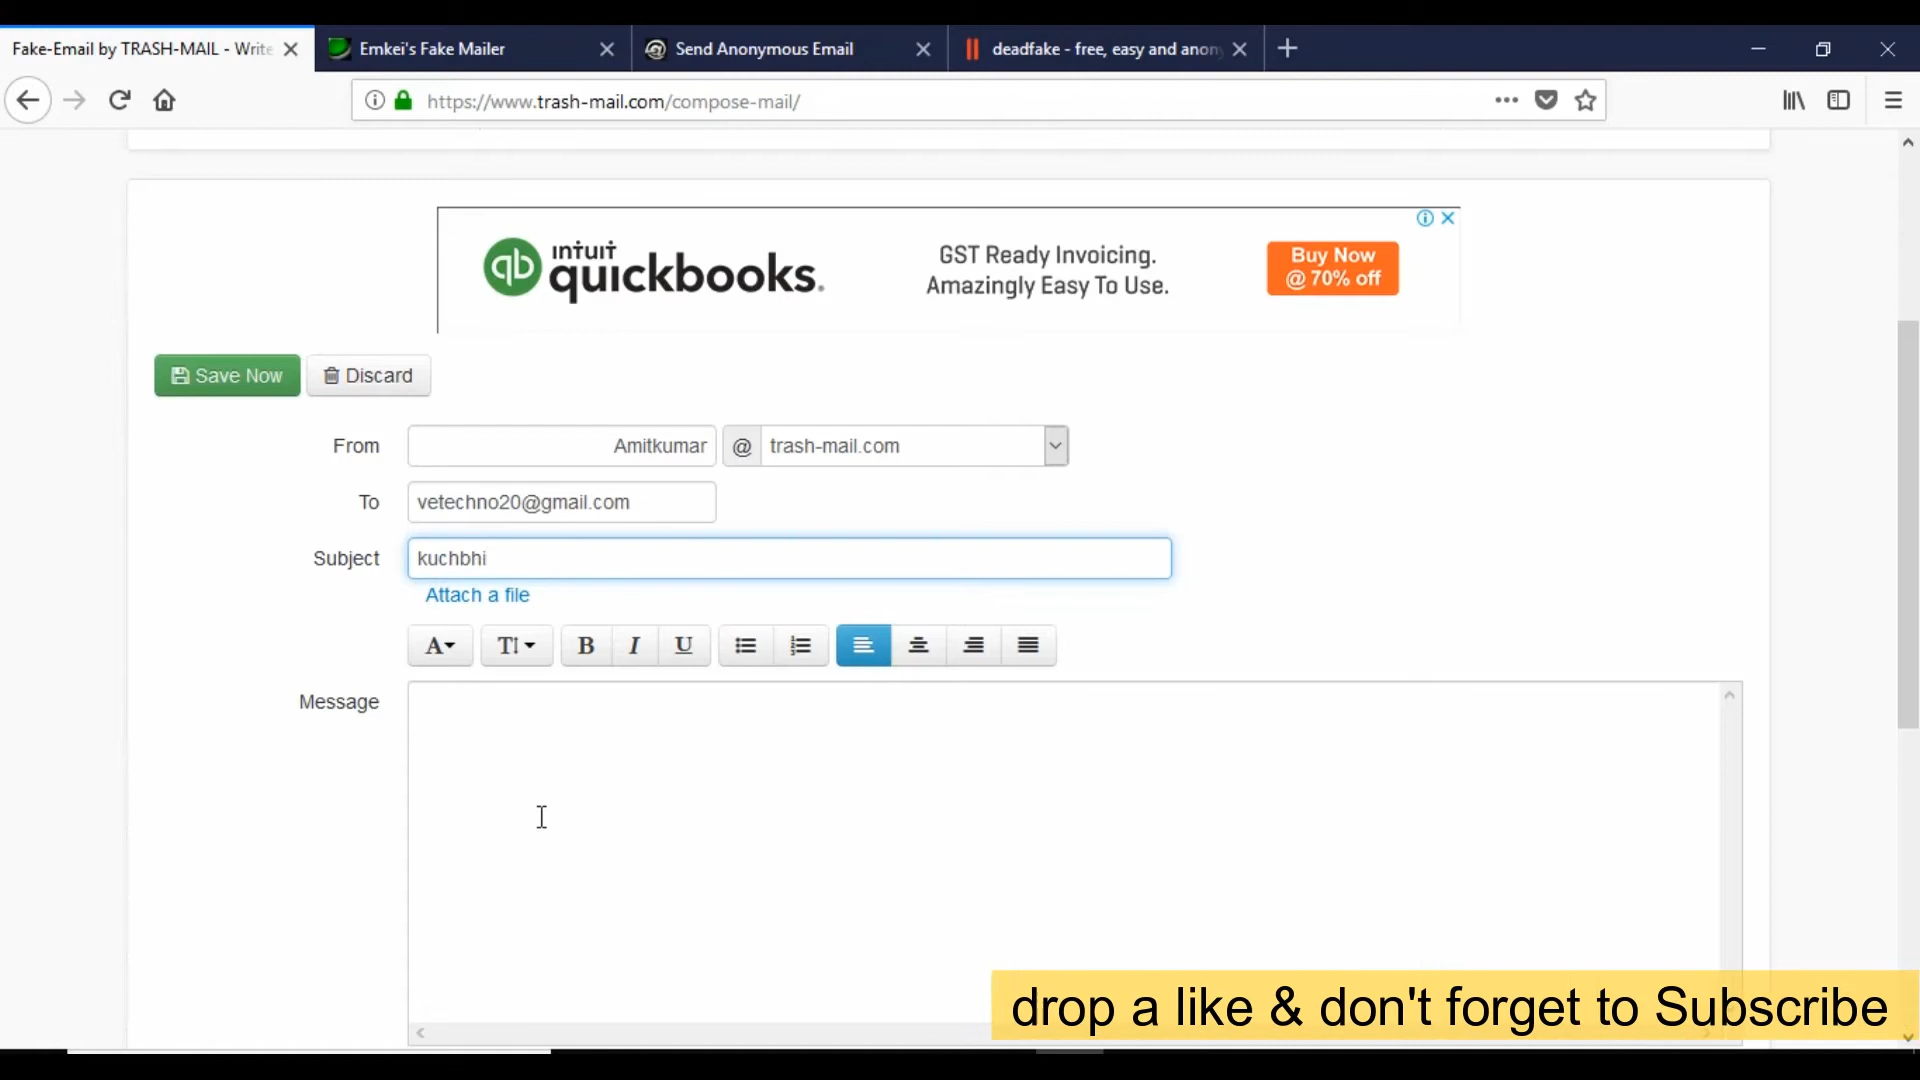 Fake-Email by TRASH-MAIL - Write
Emkei's Fake Mailer
Send Anonymous Email
deadfake - free, easy and anon
https://www.trash-mail.com/compose-mail/
intuit
quickbooks.
GST Ready Invoicing.
Amazingly Easy To Use.
Buy Now
@ 70% off
Save Now
Discard
From
Amitkumar
@
trash-mail.com
To
vetechno20@gmail.com
Subject
kuchbhi
Attach a file
Message
drop a like & don't forget to Subscribe